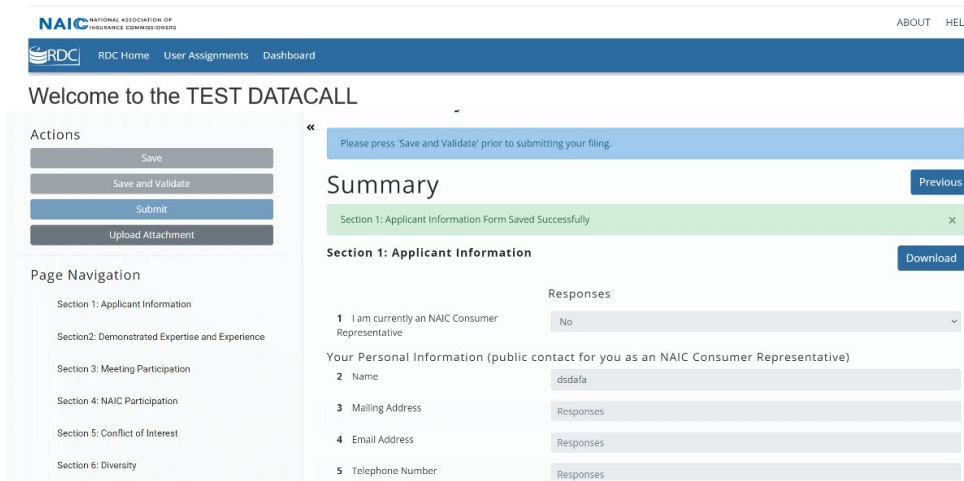 NAIC NATIONAL ASSOCIATION OF
INSURANCE COMMISSIONERS
ABOUT HEL
RDC RDC Home User Assignments Dashboard
Welcome to the TEST DATACALL
Actions
Save
Save and Validate
Submit
Upload Attachment
Page Navigation
Section 1: Applicant Information
Section2: Demonstrated Expertise and Experience
Section 3: Meeting Participation
Section 4: NAIC Participation
Section 5: Conflict of Interest
Section 6: Diversity
«
Please press 'Save and Validate' prior to submitting your filing.
Summary
Previous
Section 1: Applicant Information Form Saved Successfully ×
Section 1: Applicant Information
Download
Responses
1 I am currently an NAIC Consumer
Representative
No
Your Personal Information (public contact for you as an NAIC Consumer Representative)
2 Name dsdafa
3 Mailing Address Responses
4 Email Address Responses
5 Telephone Number Responses